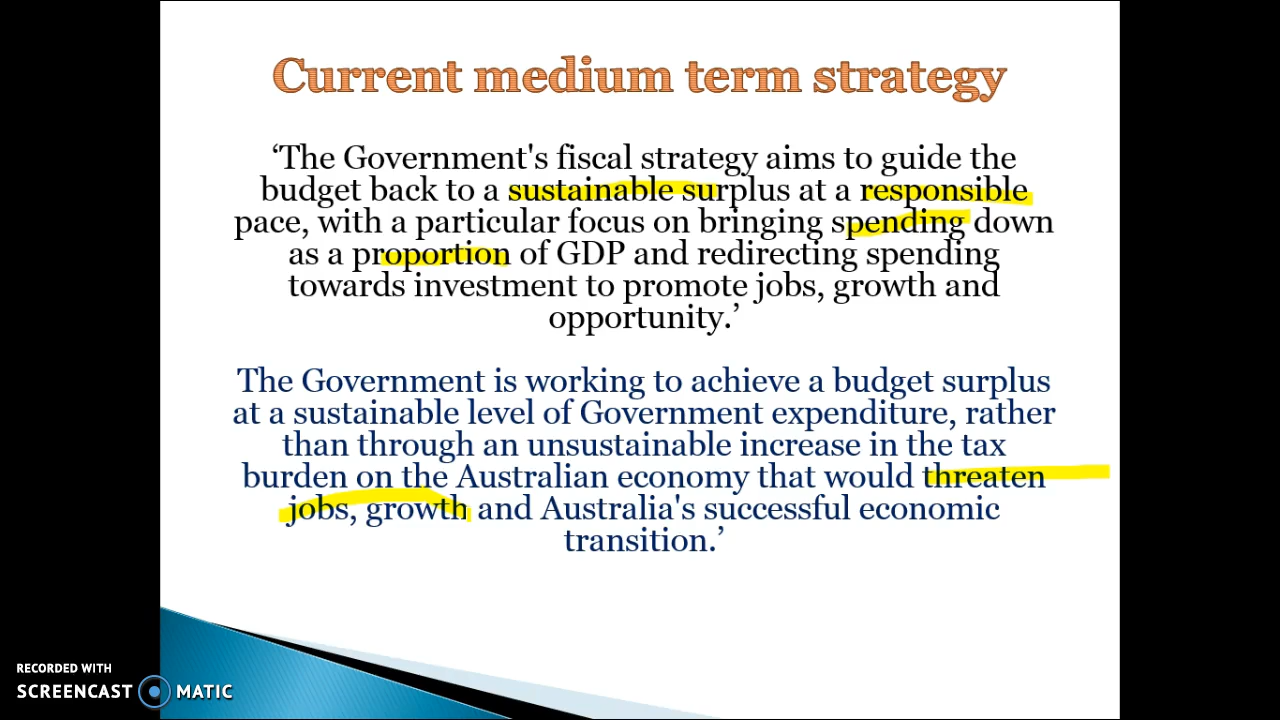 Current medium term strategy
‘The Government's fiscal strategy aims to guide the
budget back to a sustainable surplus at a responsible
pace, with a particular focus on bringing spending down
as a proportion of GDP and redirecting spending
towards investment to promote jobs, growth and
opportunity.’
The Government is working to achieve a budget surplus
at a sustainable level of Government expenditure, rather
than through an unsustainable increase in the tax
burden on the Australian economy that would threaten
jobs, growth and Australia's successful economic
transition.’
RECORDED WITH
SCREENCAST MATIC